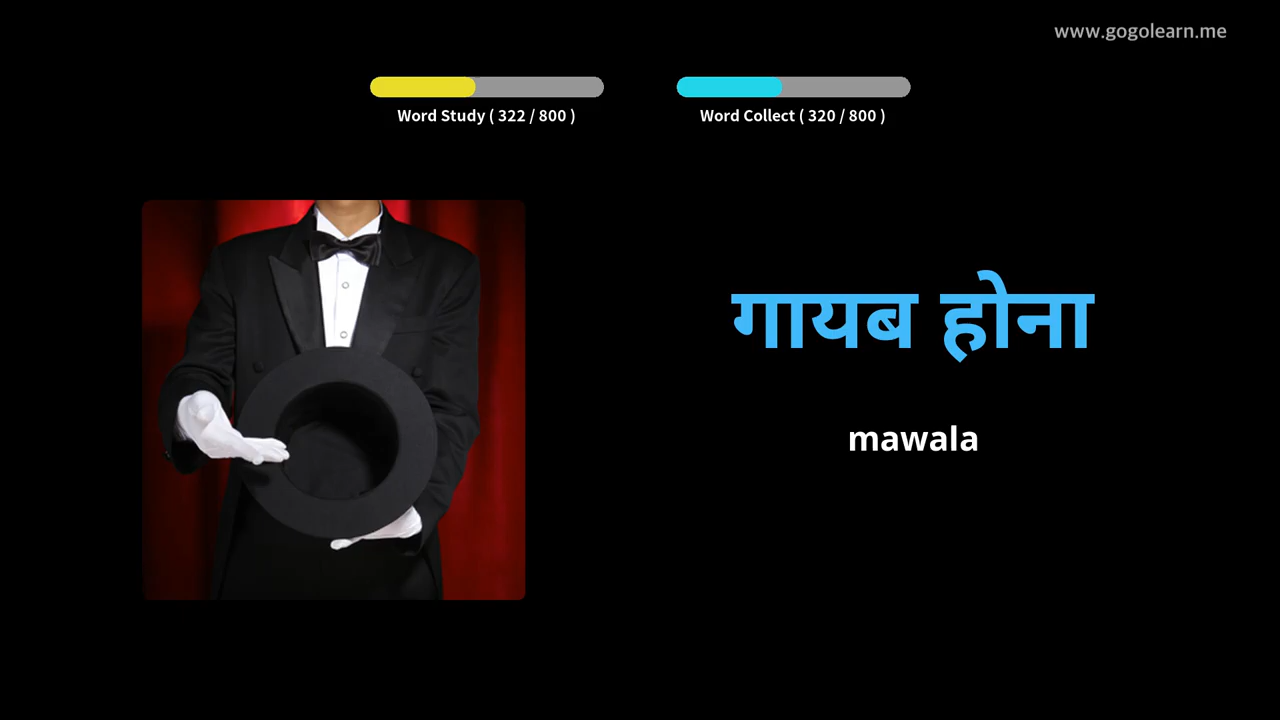 www.gogolearn.me
Word Study ( 322 / 800 )
Word Collect ( 320 / 800 )
गायब होना
mawala